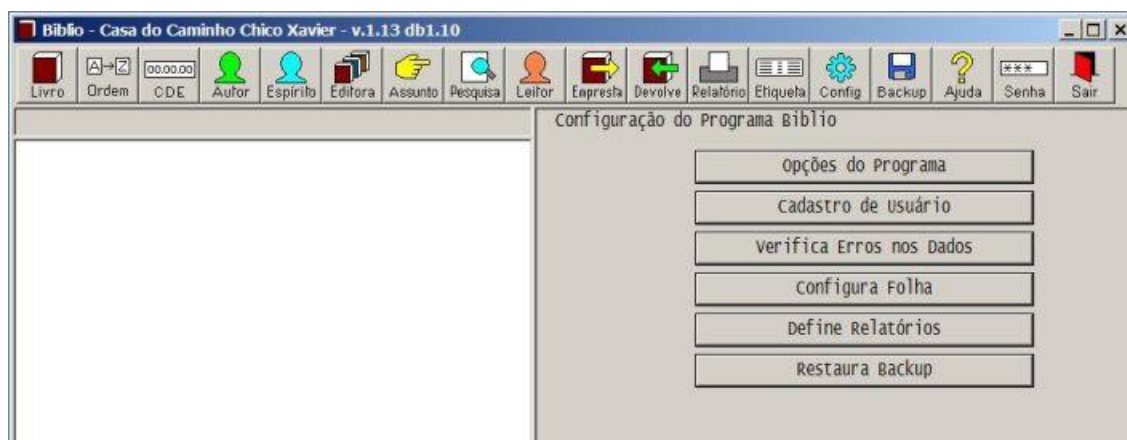 Biblio - Casa do Caminho Chico Xavier - v.1.13 db1.10
A→Z 00.00.00 ***
Livro Ordem CDE Autor Espírito Editora Assunto Pesquisa Leitor Empresta Devolve Relatório Etiqueta Config Backup Ajuda Senha Sair
Configuração do Programa Biblio
Opções do Programa
Cadastro de Usuário
Verifica Erros nos Dados
Configura Folha
Define Relatórios
Restaura Backup